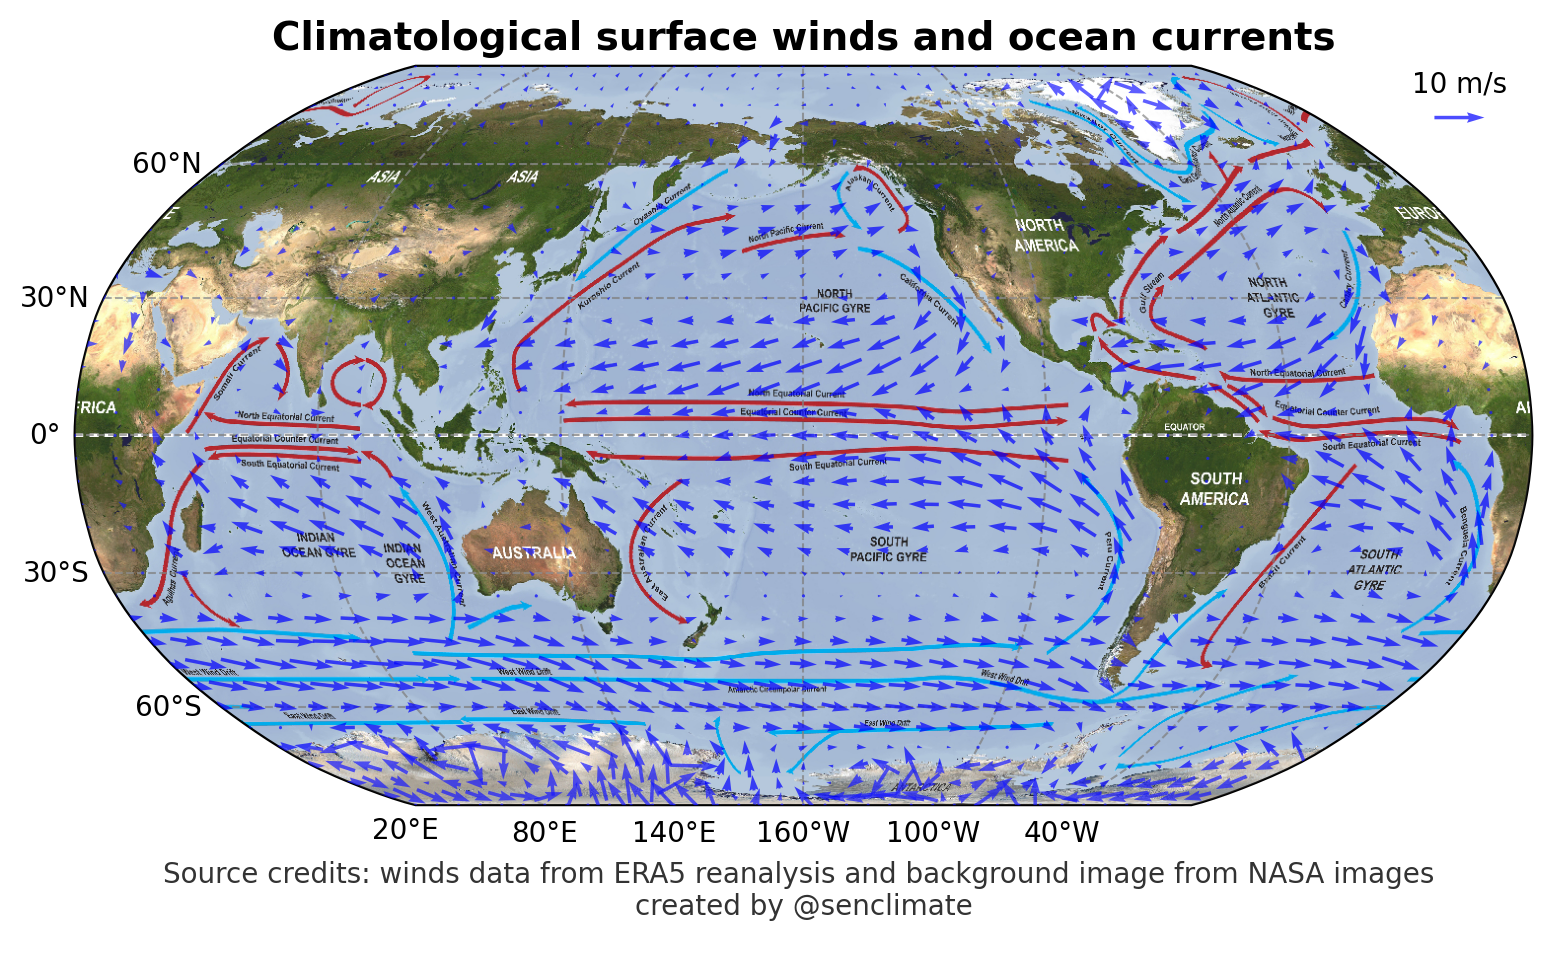 Climatological surface winds and ocean currents
10 m/s
60°N
30°N
0°
30°S
60°S
ASIA
ASIA
NORTH
AMERICA
Oyashio Current
Alaskan Current
North Pacific Current
Kuroshio Current
California Current
NORTH
PACIFIC GYRE
North Atlantic Current
Gulf Stream
NORTH
ATLANTIC
GYRE
Somali Current
North Equatorial Current
Equatorial Counter Current
South Equatorial Current
North Equatorial Current
Equatorial Counter Current
South Equatorial Current
North Equatorial Current
Equatorial Counter Current
South Equatorial Current
FRICA
EQUATOR
SOUTH
AMERICA
INDIAN
OCEAN GYRE
INDIAN
OCEAN
GYRE
West Australian Current
AUSTRALIA
East Australian Current
SOUTH
PACIFIC GYRE
Peru Current
Brazil Current
SOUTH
ATLANTIC
GYRE
Benguela Current
Agulhas Current
West Wind Drift
West Wind Drift
West Wind Drift
Antarctic Circumpolar Current
East Wind Drift
East Wind Drift
East Wind Drift
ANTARCTICA
20°E
80°E
140°E
160°W
100°W
40°W
Source credits: winds data from ERA5 reanalysis and background image from NASA images
created by @senclimate